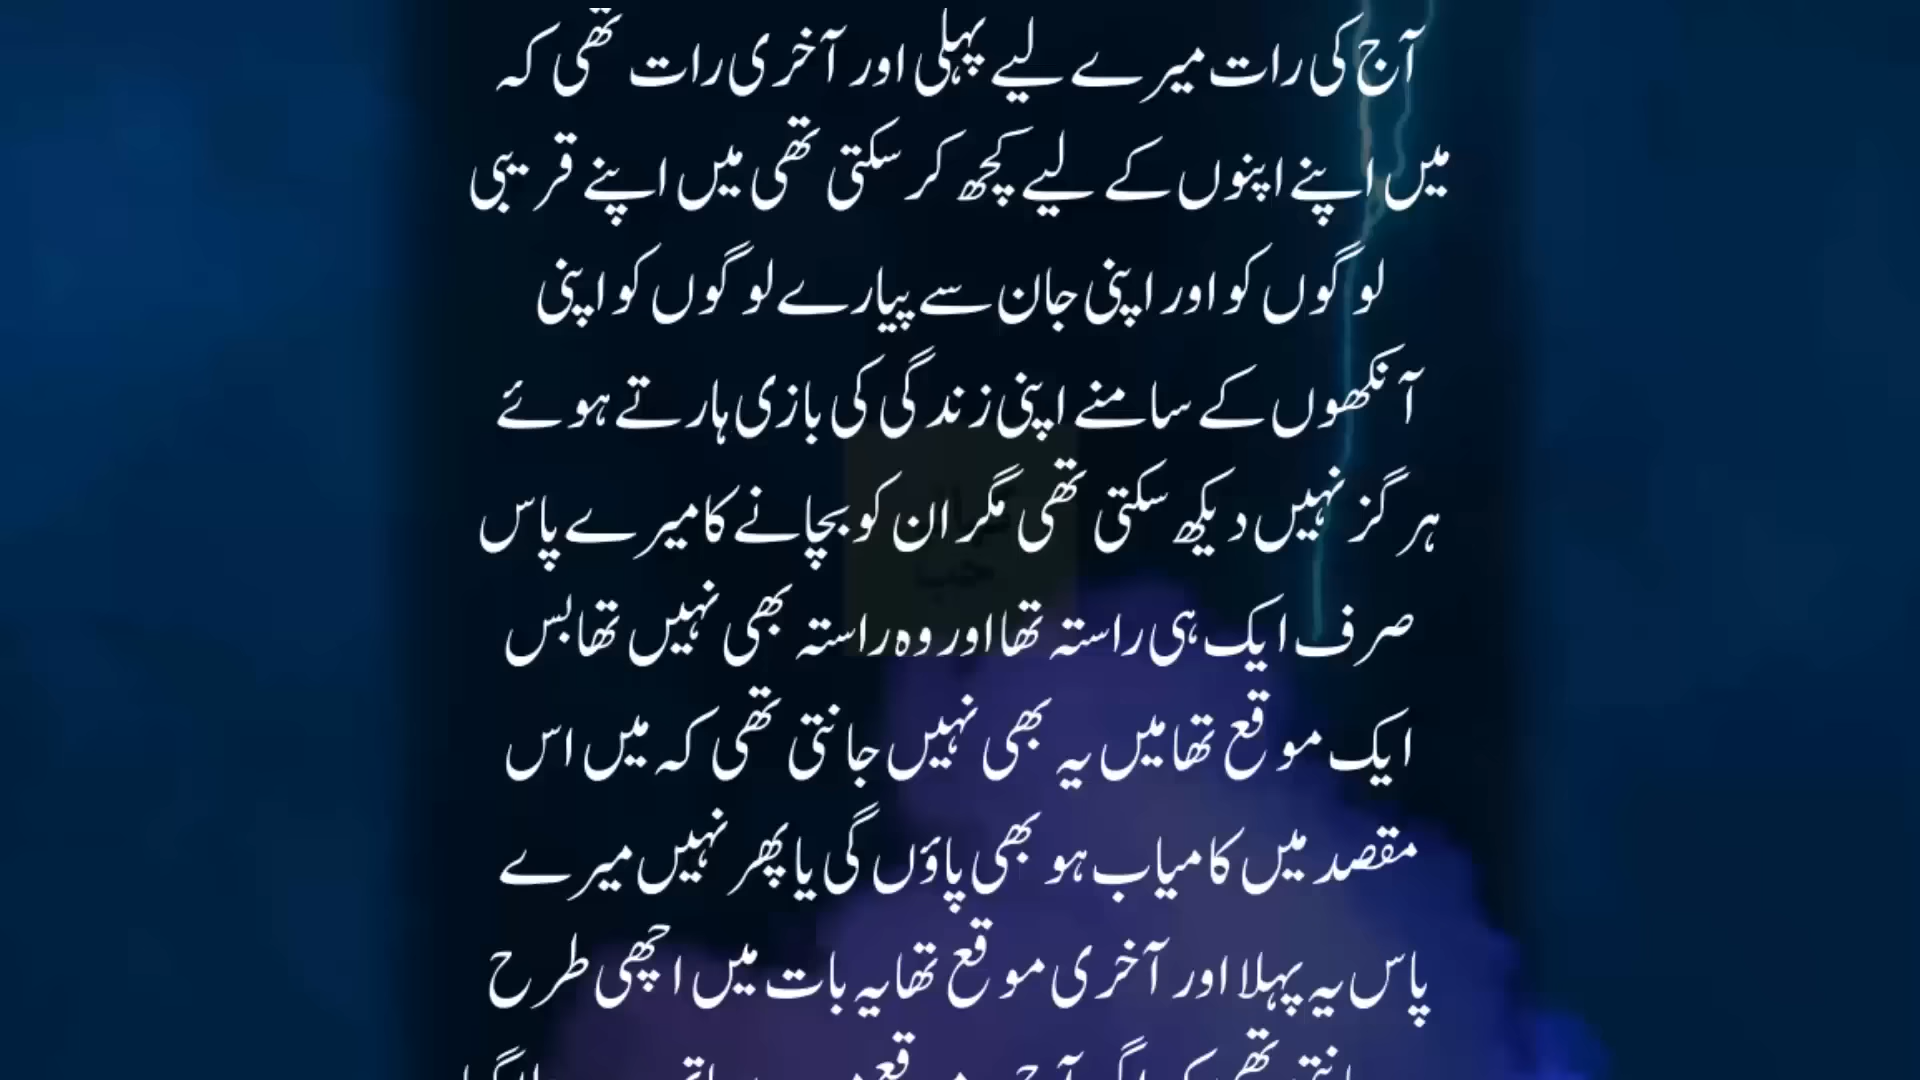 آج کی رات میرے لیے پہلی اور آخری رات تھی کہ
میں اپنے اپنوں کے لیے کچھ کر سکتی تھی میں اپنے قریبی
لوگوں کو اور اپنی جان سے پیارے لوگوں کو اپنی
آنکھوں کے سامنے اپنی زندگی کی بازی ہارتے ہوئے
ہرگز نہیں دیکھ سکتی تھی مگر ان کو بچانے کا میرے پاس
صرف ایک ہی راستہ تھا اور وہ راستہ بھی نہیں تھا بس
ایک موقع تھا میں یہ بھی نہیں جانتی تھی کہ میں اس
مقصد میں کامیاب ہو بھی پاؤں گی یا پھر نہیں میرے
پاس یہ پہلا اور آخری موقع تھا یہ بات میں اچھی طرح